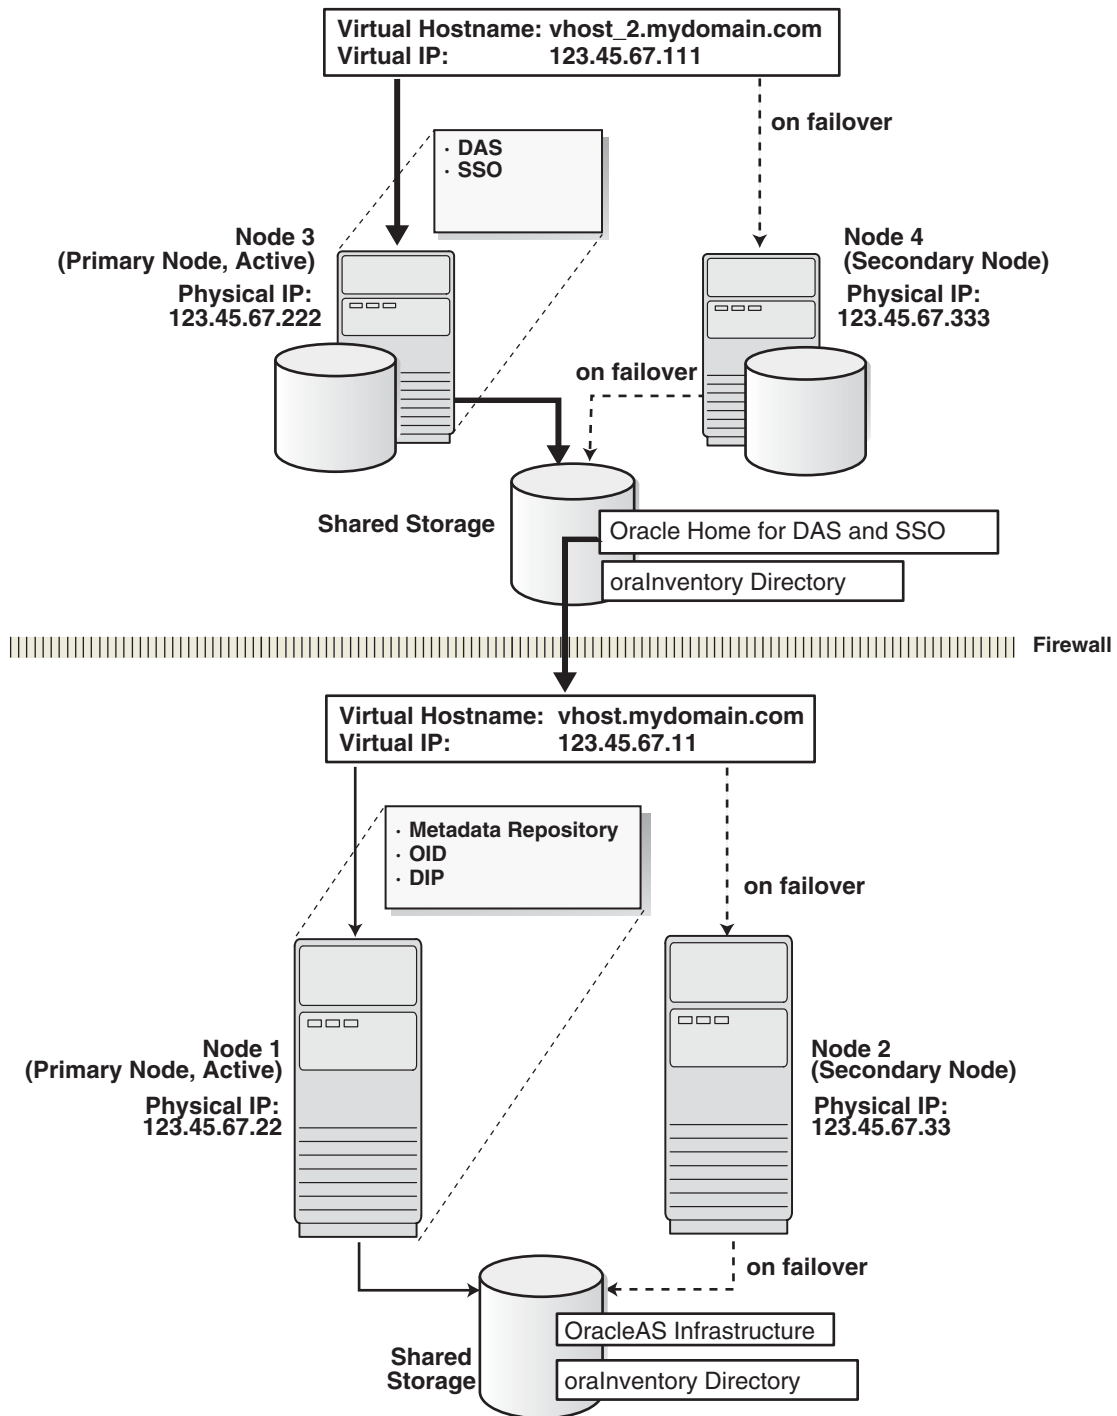 Virtual Hostname: vhost_2.mydomain.com
Virtual IP: 123.45.67.111
on failover
· DAS
· SSO
Node 3
(Primary Node, Active)
Physical IP:
123.45.67.222
Node 4
(Secondary Node)
Physical IP:
123.45.67.333
on failover
Shared Storage
Oracle Home for DAS and SSO
oraInventory Directory
Firewall
Virtual Hostname: vhost.mydomain.com
Virtual IP: 123.45.67.11
· Metadata Repository
· OID
· DIP
on failover
Node 1
(Primary Node, Active)
Physical IP:
123.45.67.22
Node 2
(Secondary Node)
Physical IP:
123.45.67.33
on failover
OracleAS Infrastructure
Shared
Storage
oraInventory Directory